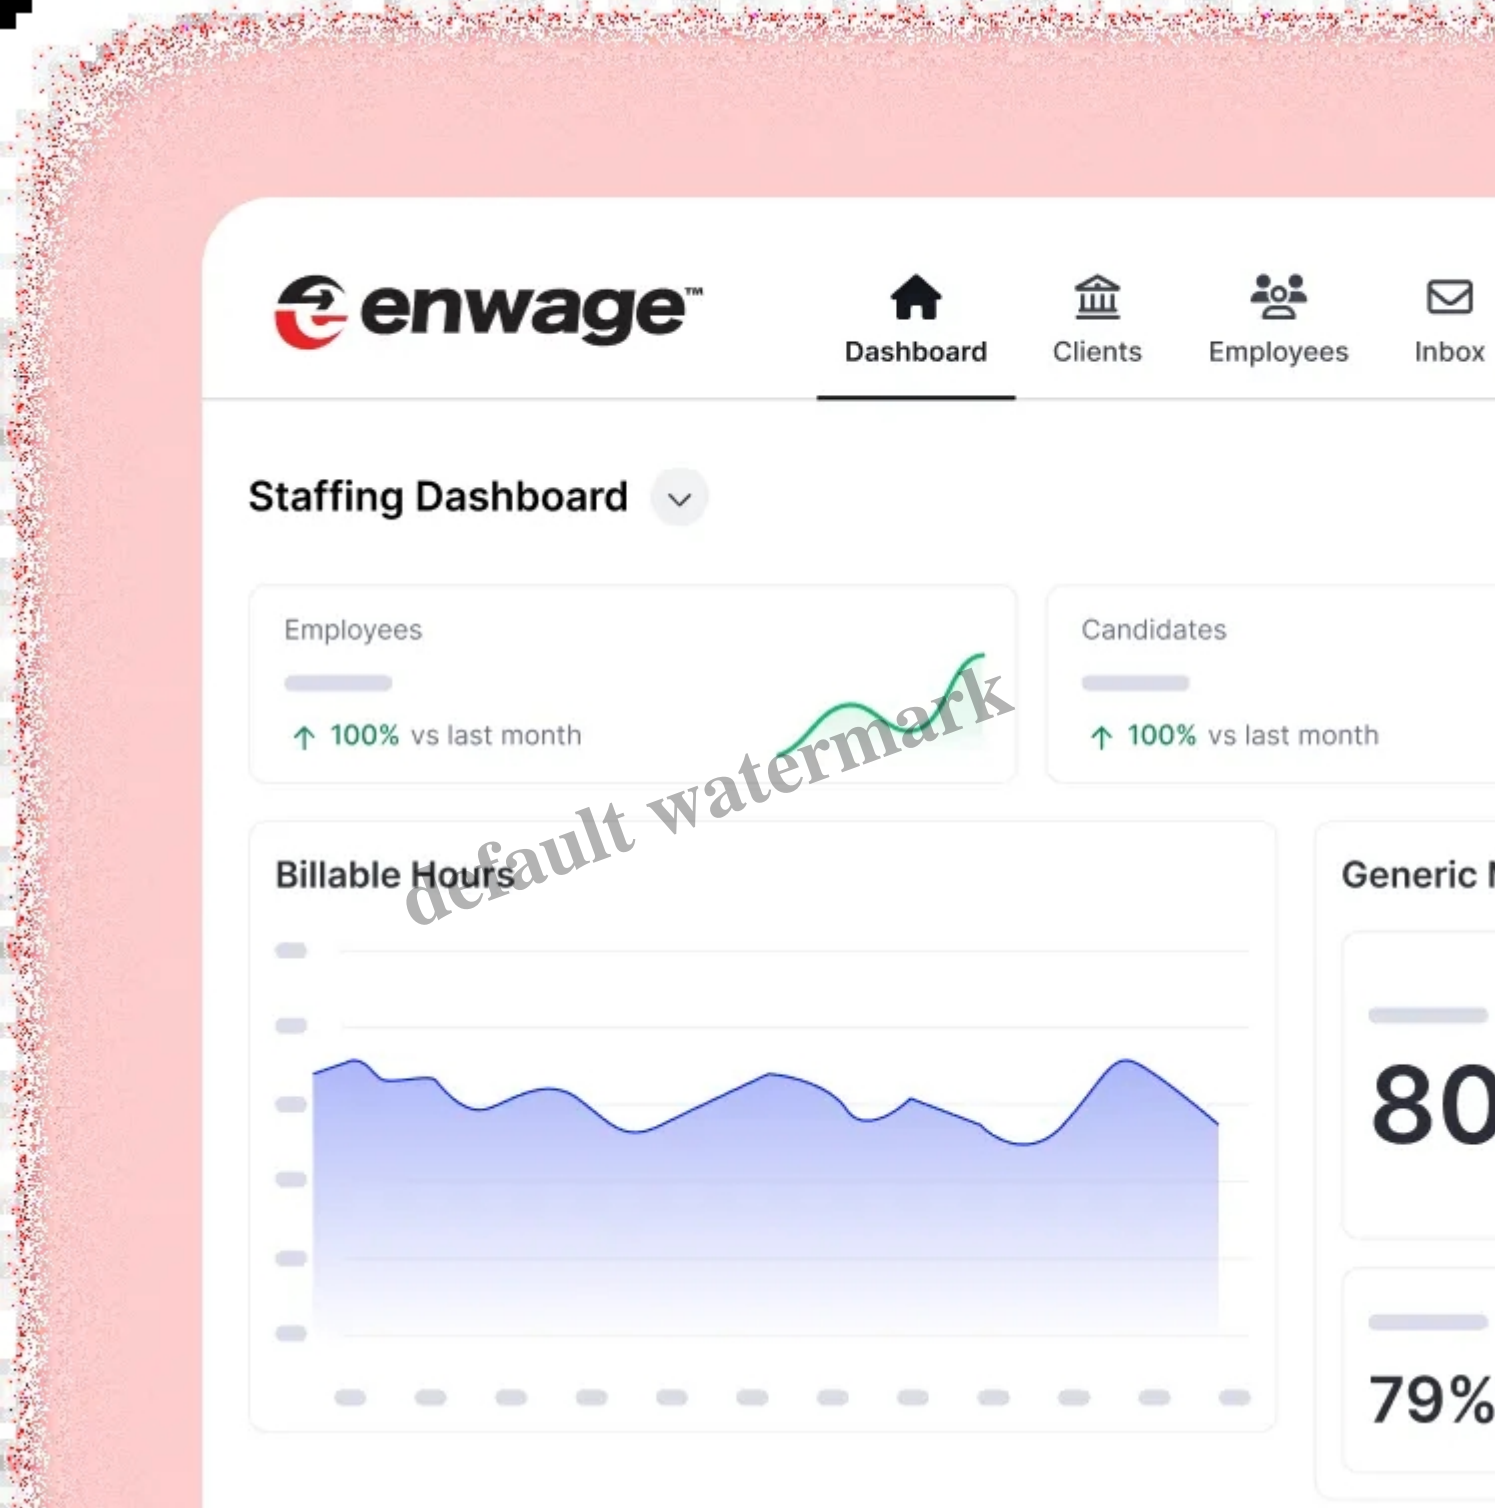 enwage™
Dashboard
Clients
Employees
Inbox
Staffing Dashboard
Employees
100% vs last month
Candidates
100% vs last month
default watermark
Billable Hours
Generic
80
79%